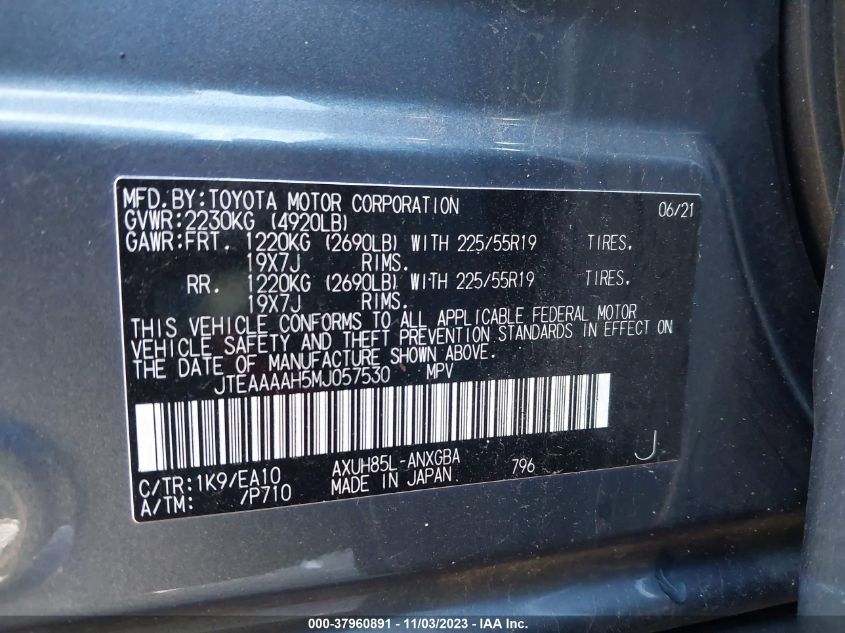 MFD.BY:TOYOTA MOTOR CORPORATION 06/21
GVWR:2230KG (4920LB)
GAWR:FRT. 1220KG (2690LB) WITH 225/55R19 TIRES.
19X7J RIMS.
RR. 1220KG (2690LB) WITH 225/55R19 TIRES.
19X7J RIMS.
THIS VEHICLE CONFORMS TO ALL APPLICABLE FEDERAL MOTOR
VEHICLE SAFETY AND THEFT PREVENTION STANDARDS IN EFFECT ON
THE DATE OF MANUFACTURE SHOWN ABOVE.
JTEAAAAH5MJ057530 MPV
C/TR:1K9/EA10 AXUH85L-ANXGBA 796 J
A/TM: /P710 MADE IN JAPAN
000-37960891 - 11/03/2023 - IAA Inc.